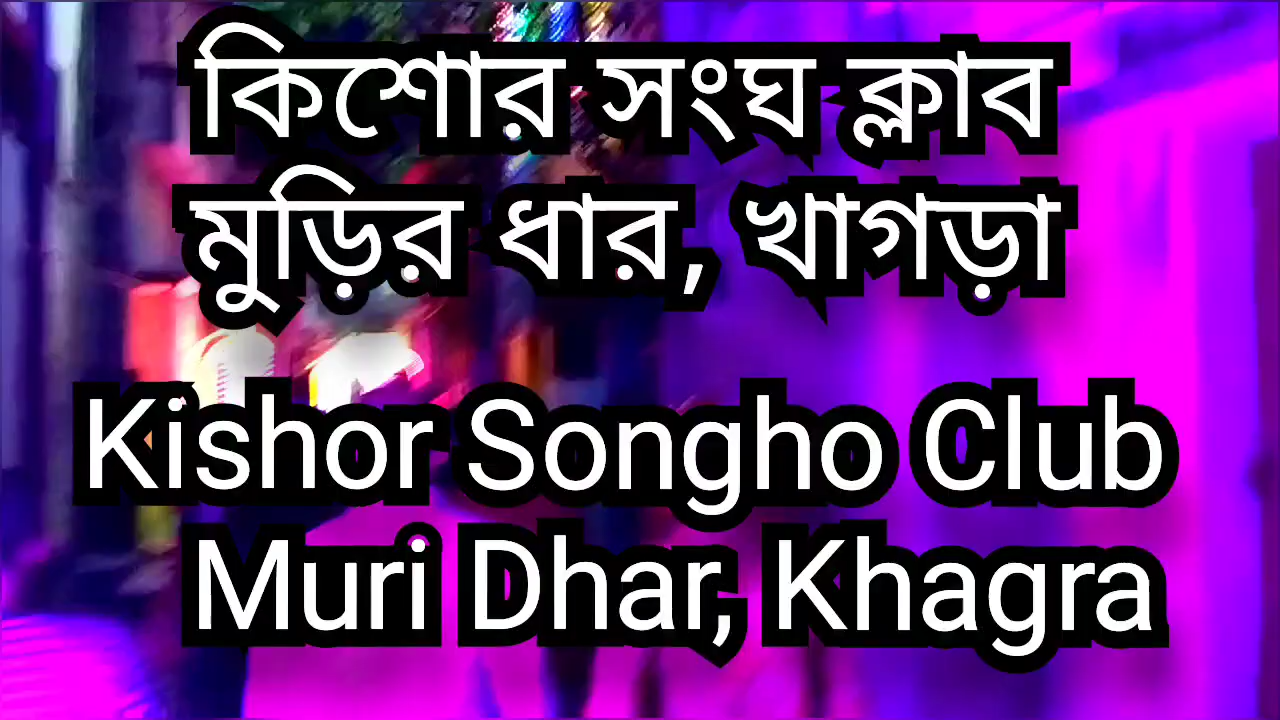 কিশোর সংঘ ক্লাব
মুড়ির ধার, খাগড়া
Kishor Songho Club
Muri Dhar, Khagra